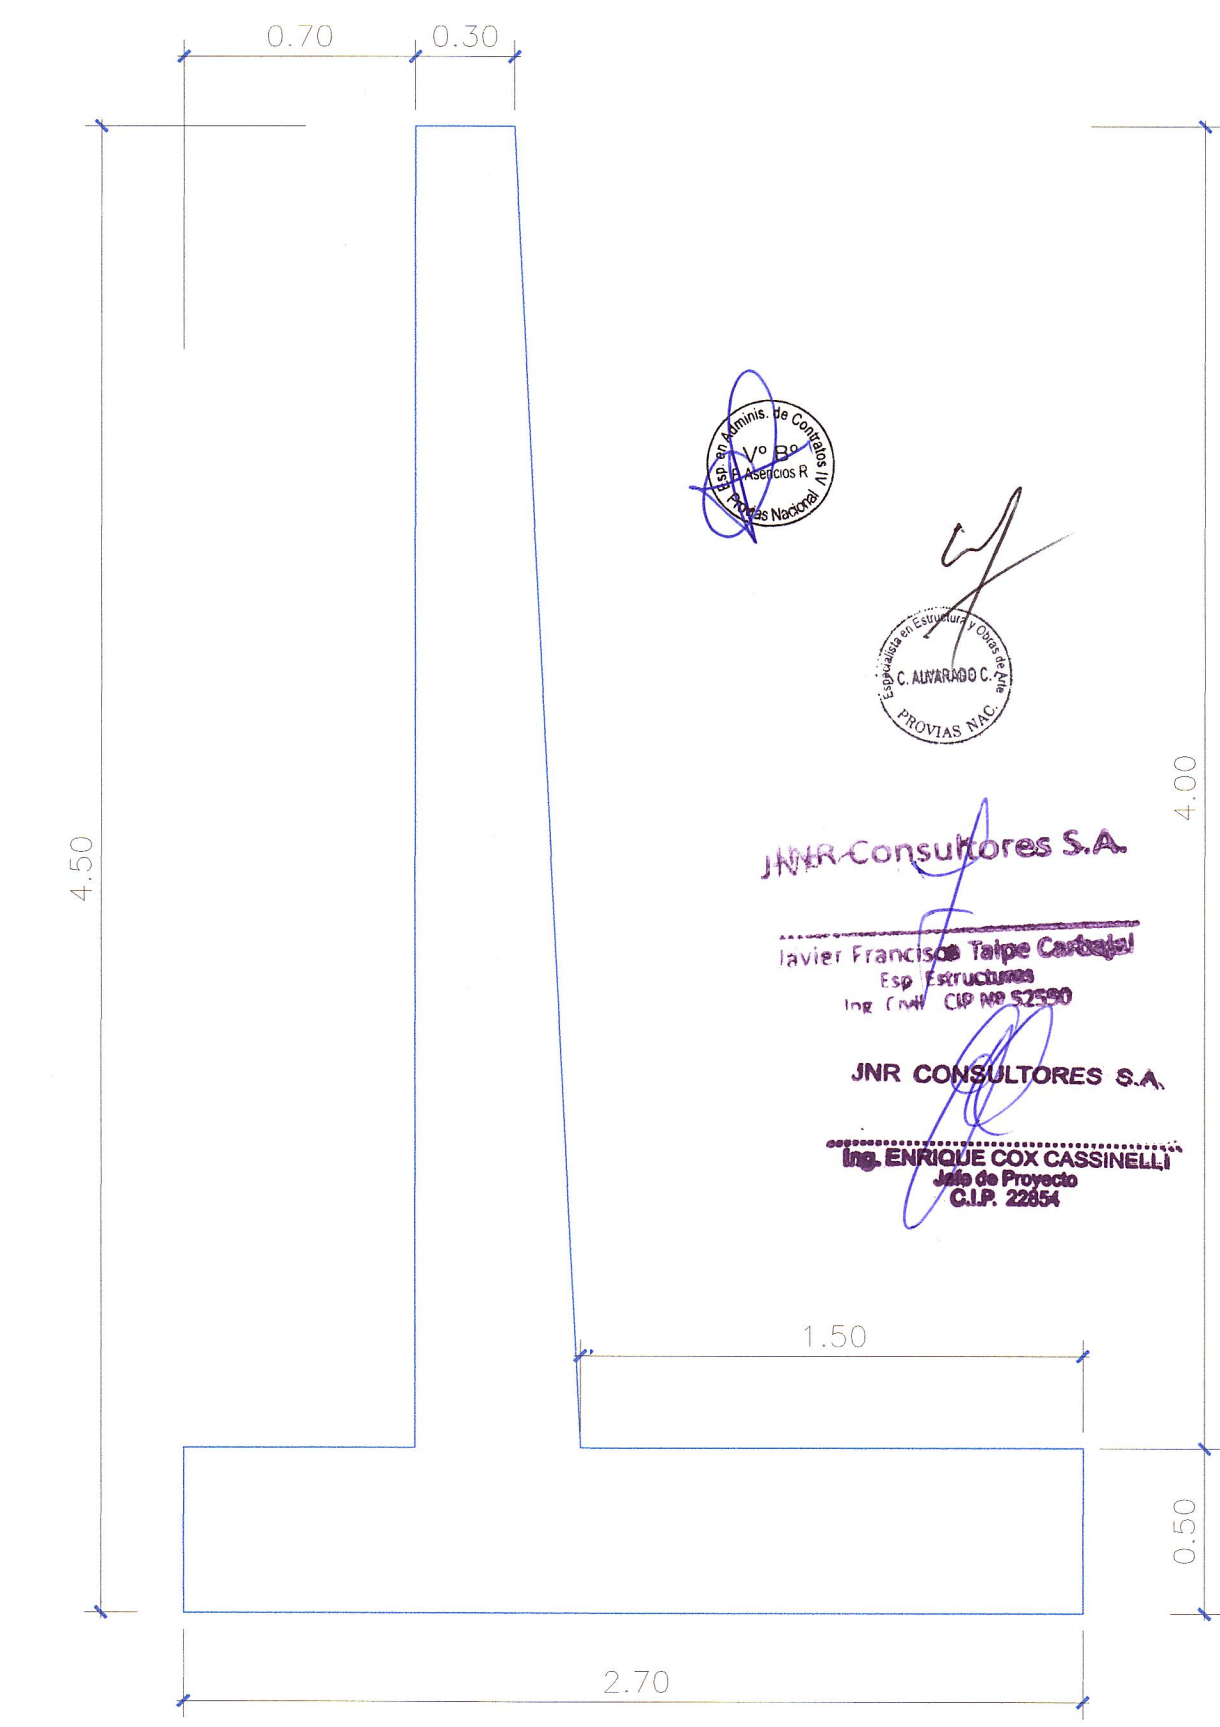 0.70
0.30
4.50
4.00
Esp. en Adminis. de Contratos IV
Vº Bº
Asencios R
Provias Nacional
Especialista en Estructura y Obras de Arte
C. ALVARADO C.
PROVIAS NAC.
JNR Consultores S.A.
Javier Francisco Taipe Carbajal
Esp Estructuras
Ing Civil CIP Nº 52590
JNR CONSULTORES S.A.
Ing. ENRIQUE COX CASSINELLI
Jefe de Proyecto
C.I.P. 22854
1.50
0.50
2.70